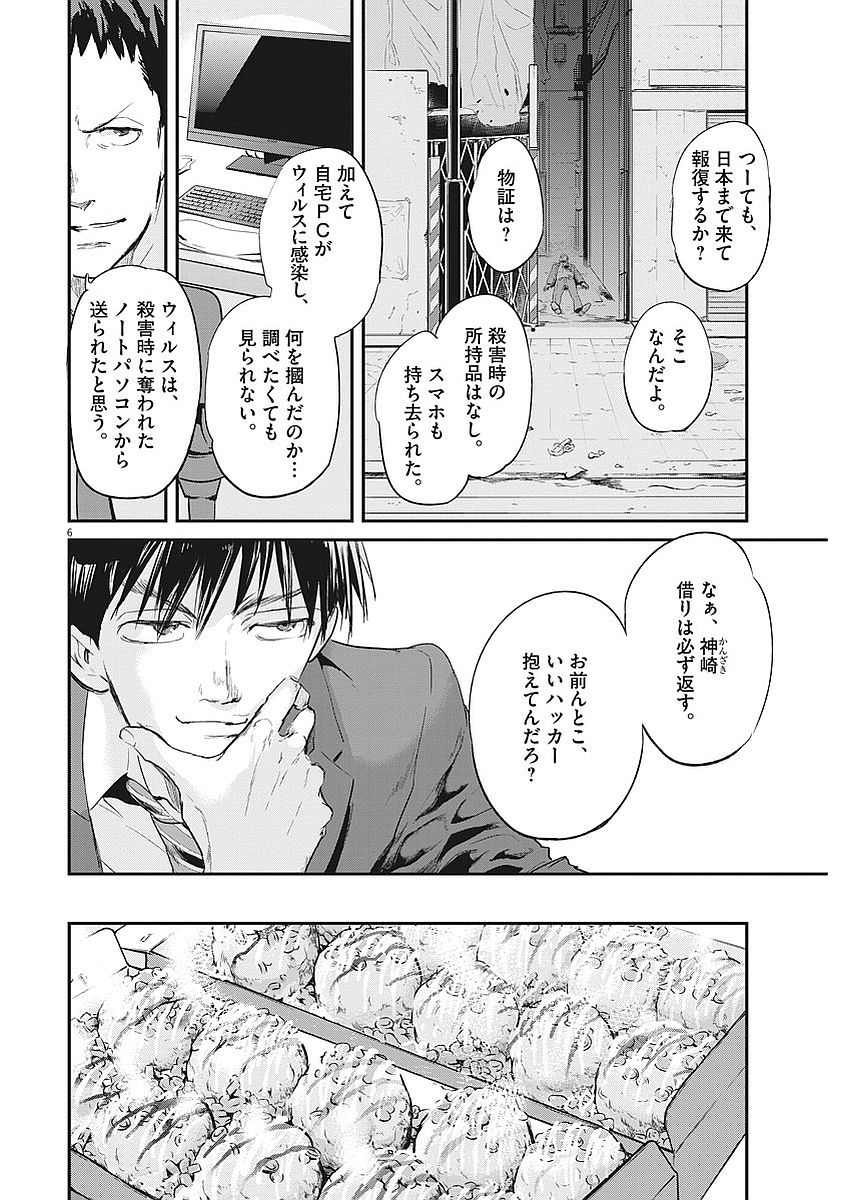 つーても、
日本まで来て
報復するか？
そこ
なんだよ。
物証は？
殺害時の
所持品はなし。
スマホも
持ち去られた。
加えて
自宅ＰＣが
ウィルスに感染し、
何を摑んだのか…
調べたくても
見られない。
ウィルスは、
殺害時に奪われた
ノートパソコンから
送られたと思う。
6
なぁ、神崎
かんざき
借りは必ず返す。
お前んとこ、
いいハッカー
抱えてんだろ？